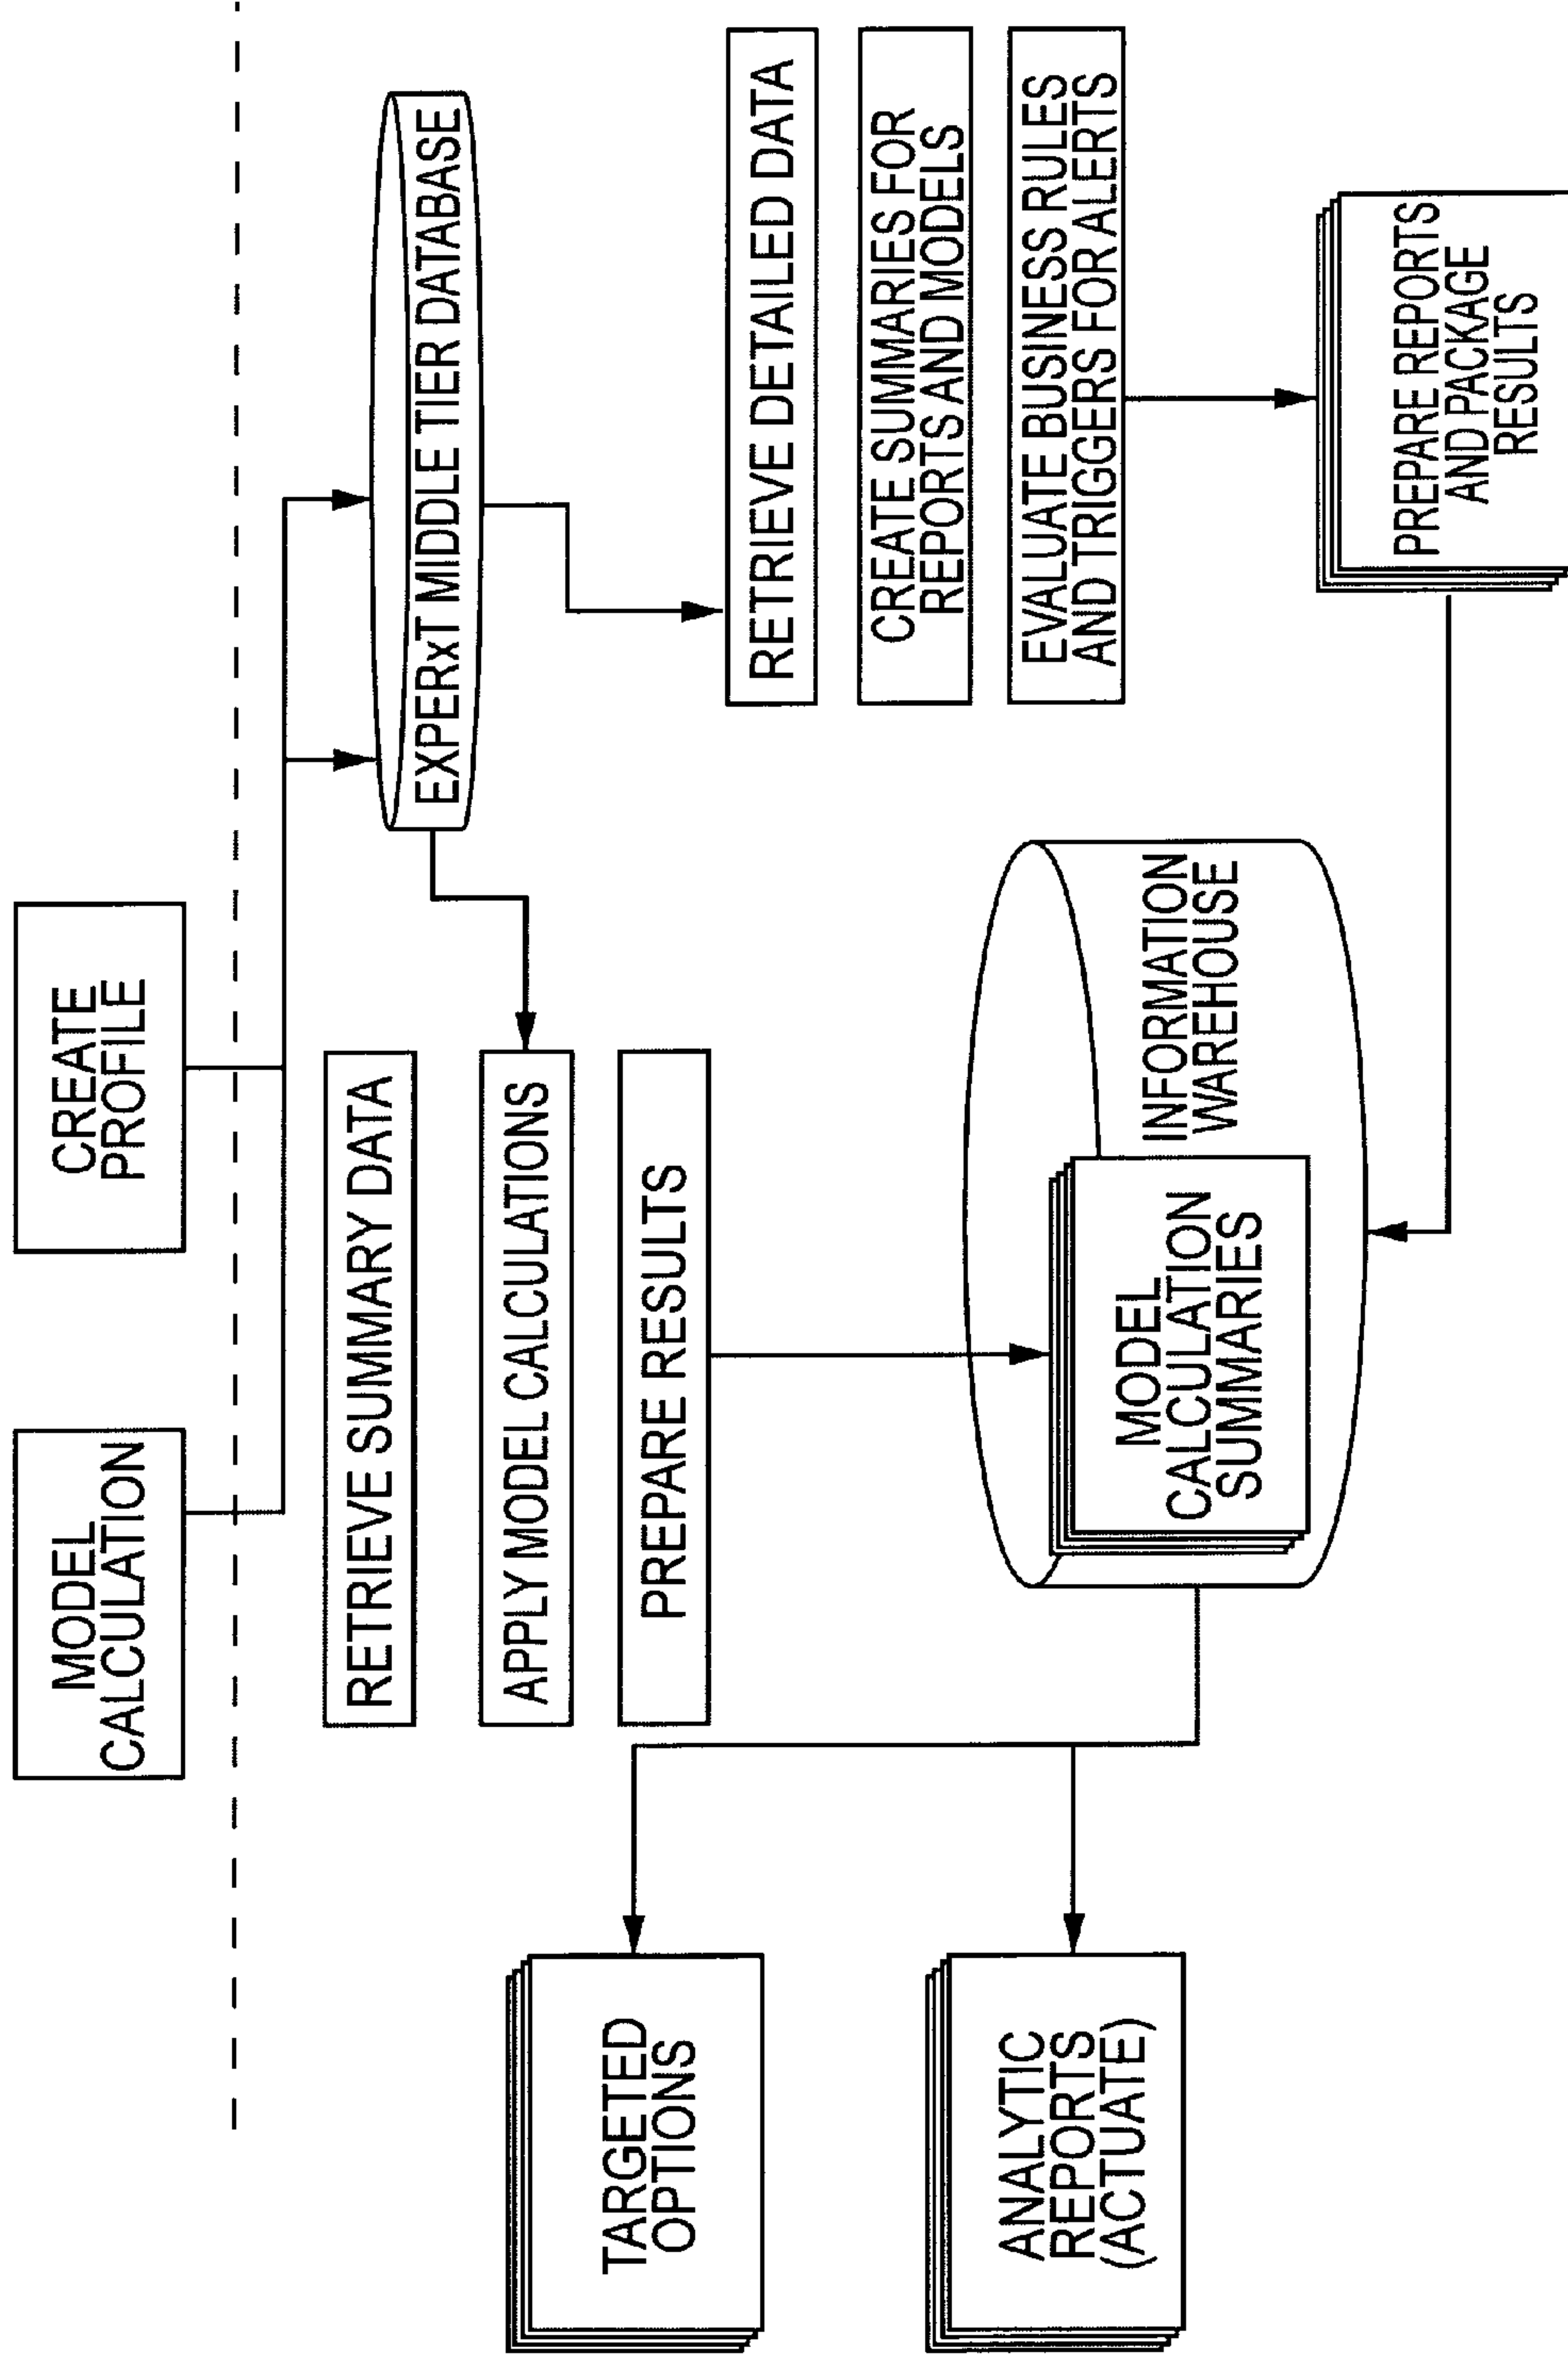 MODEL
CALCULATION
CREATE
PROFILE
EXPERxT MIDDLE TIER DATABASE
RETRIEVE SUMMARY DATA
APPLY MODEL CALCULATIONS
PREPARE RESULTS
RETRIEVE DETAILED DATA
CREATE SUMMARIES FOR
REPORTS AND MODELS
EVALUATE BUSINESS RULES
AND TRIGGERS FOR ALERTS
TARGETED
OPTIONS
ANALYTIC
REPORTS
(ACTUATE)
MODEL
CALCULATION
SUMMARIES
INFORMATION
WAREHOUSE
PREPARE REPORTS
AND PACKAGE
RESULTS